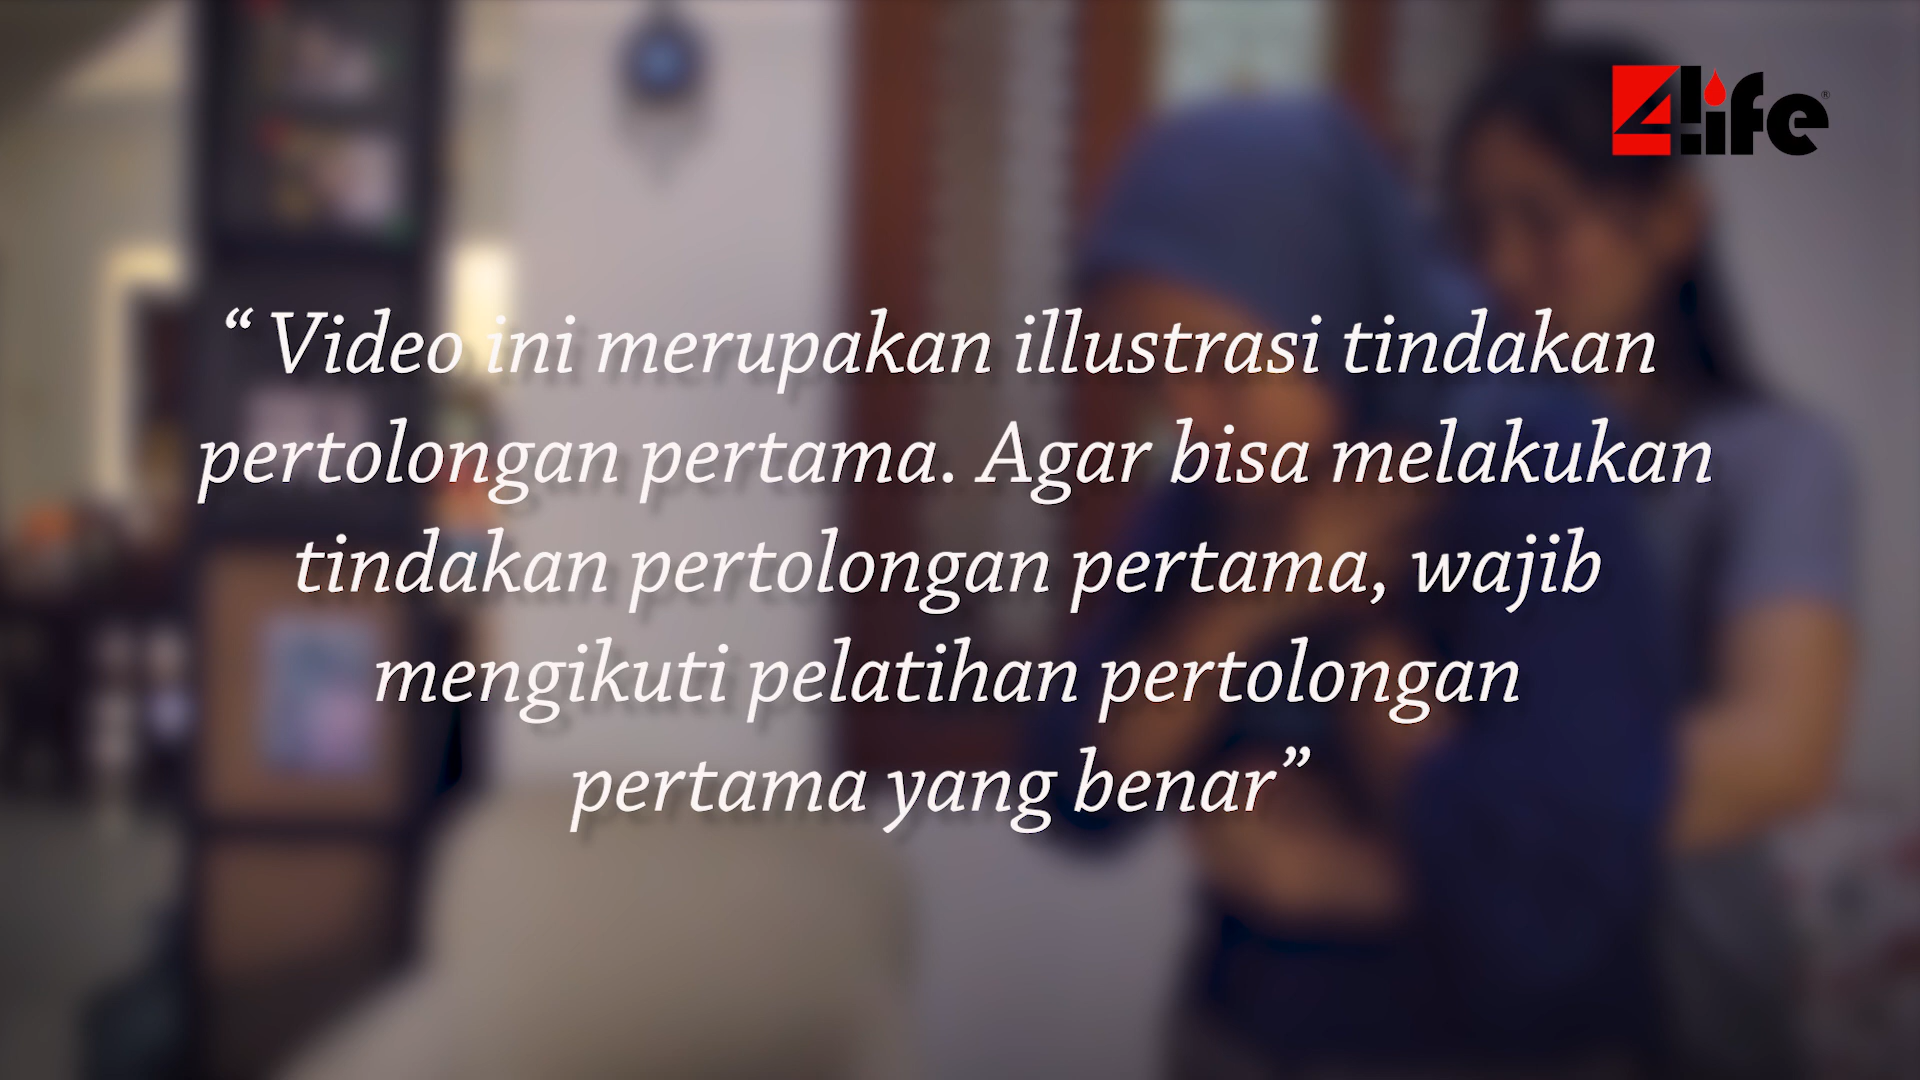 4life®
“ Video ini merupakan illustrasi tindakan
pertolongan pertama. Agar bisa melakukan
tindakan pertolongan pertama, wajib
mengikuti pelatihan pertolongan
pertama yang benar”